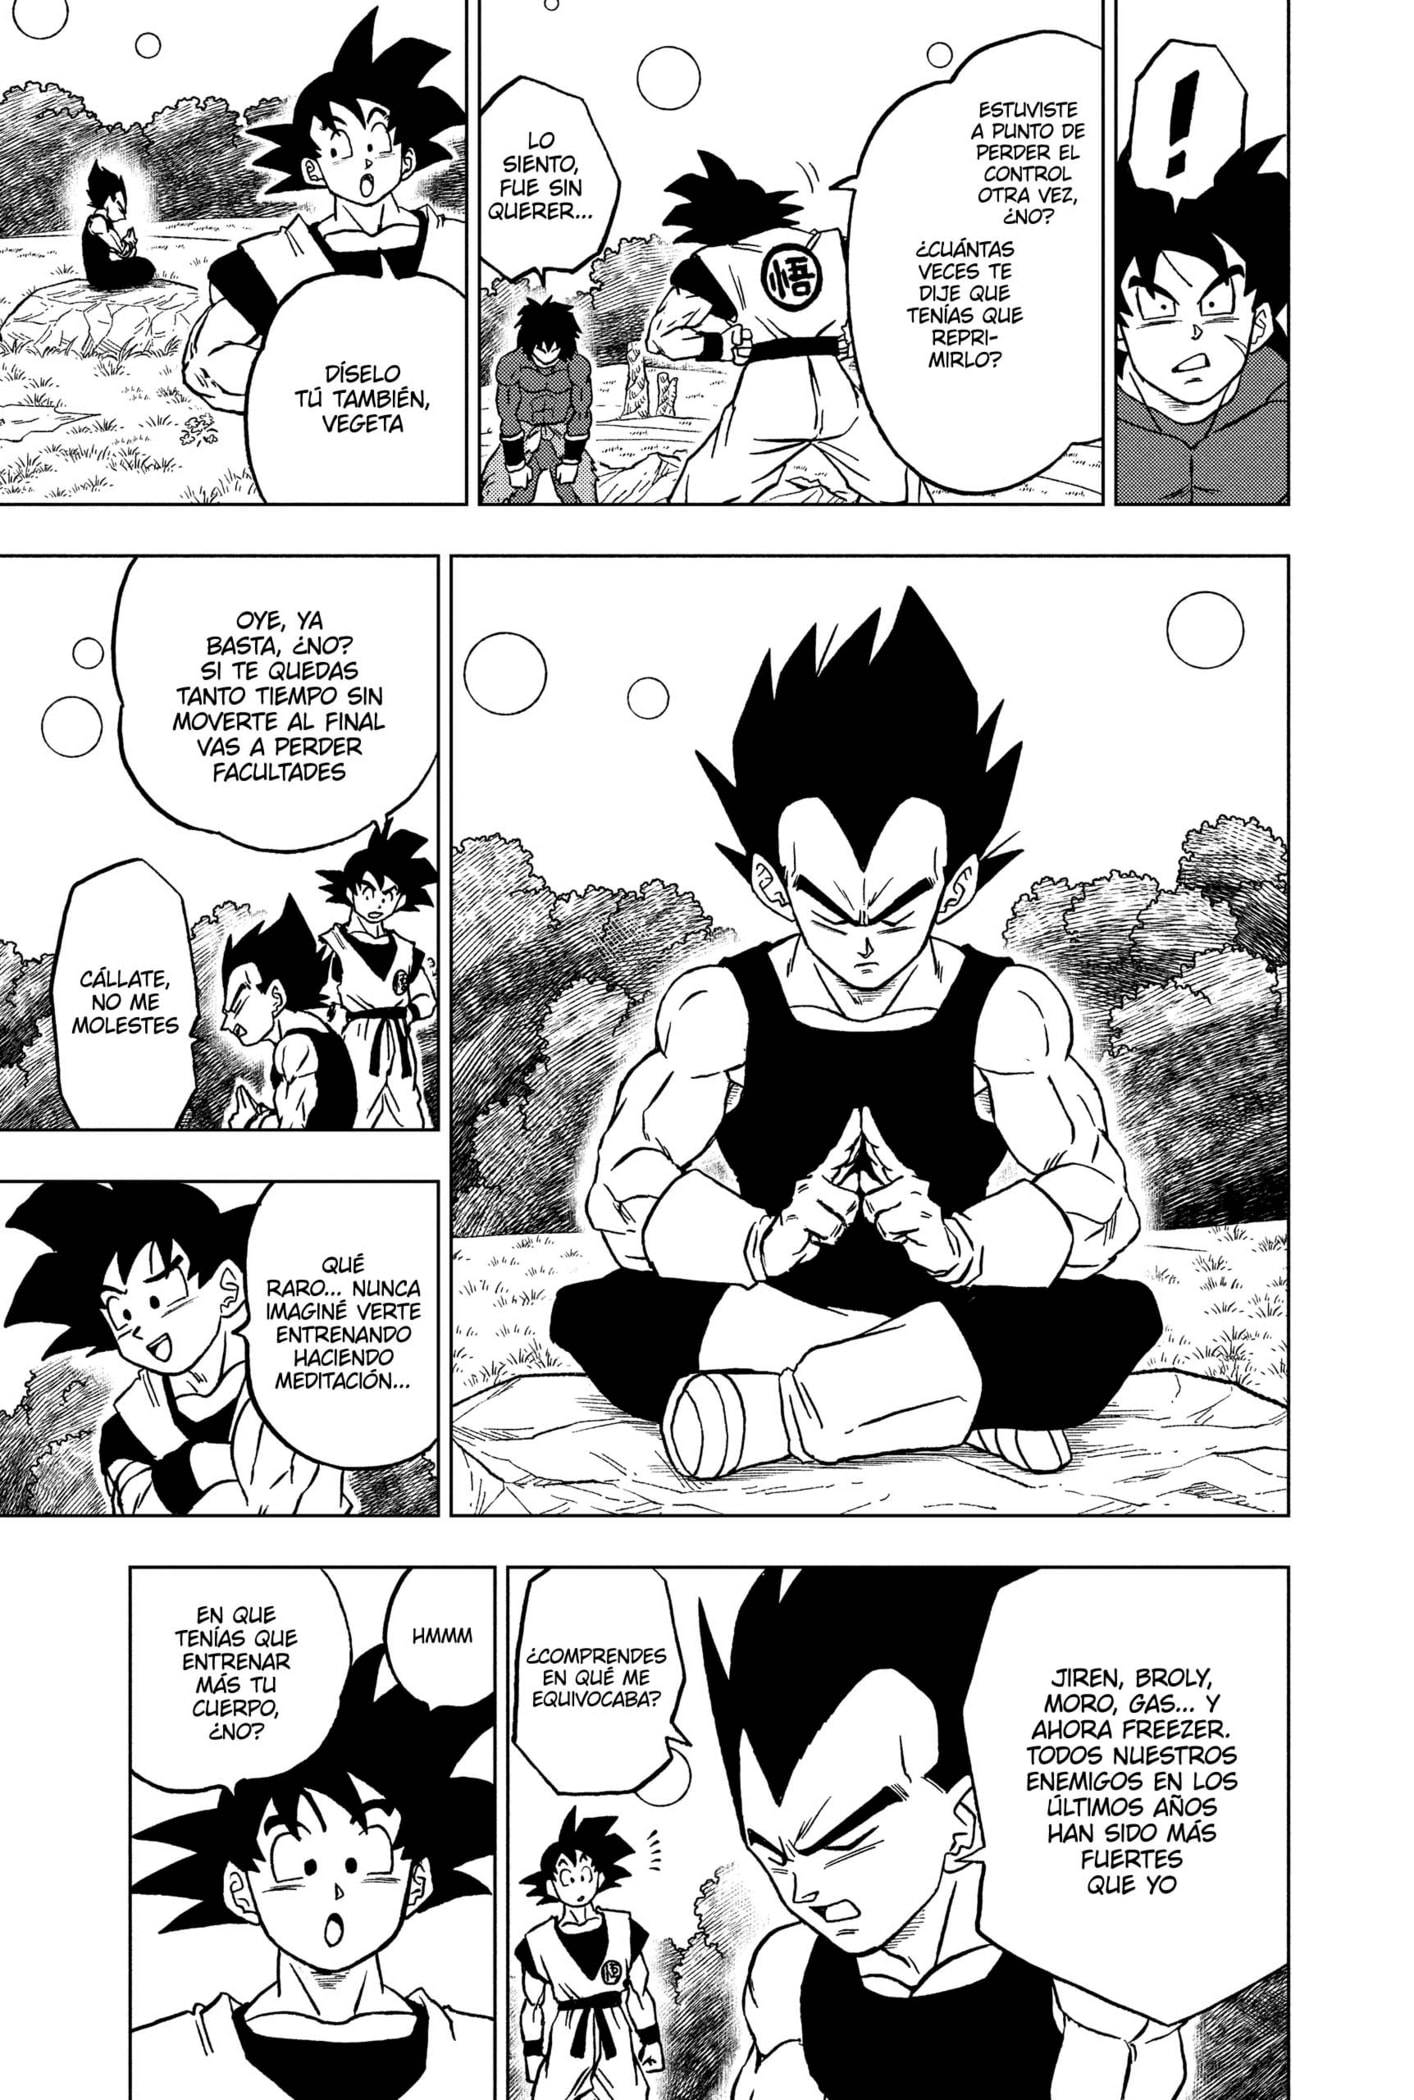 !
ESTUVISTE
A PUNTO DE
PERDER EL
CONTROL
OTRA VEZ,
¿NO?
¿CUÁNTAS
VECES TE
DIJE QUE
TENÍAS QUE
REPRI-
MIRLO?
悟
LO
SIENTO,
FUE SIN
QUERER...
DÍSELO
TÚ TAMBIÉN,
VEGETA
OYE, YA
BASTA, ¿NO?
SI TE QUEDAS
TANTO TIEMPO SIN
MOVERTE AL FINAL
VAS A PERDER
FACULTADES
CÁLLATE,
NO ME
MOLESTES
QUÉ
RARO... NUNCA
IMAGINÉ VERTE
ENTRENANDO
HACIENDO
MEDITACIÓN...
JIREN, BROLY,
MORO, GAS... Y
AHORA FREEZER.
TODOS NUESTROS
ENEMIGOS EN LOS
ÚLTIMOS AÑOS
HAN SIDO MÁS
FUERTES
QUE YO
¿COMPRENDES
EN QUÉ ME
EQUIVOCABA?
HMMM
EN QUE
TENÍAS QUE
ENTRENAR
MÁS TU
CUERPO,
¿NO?